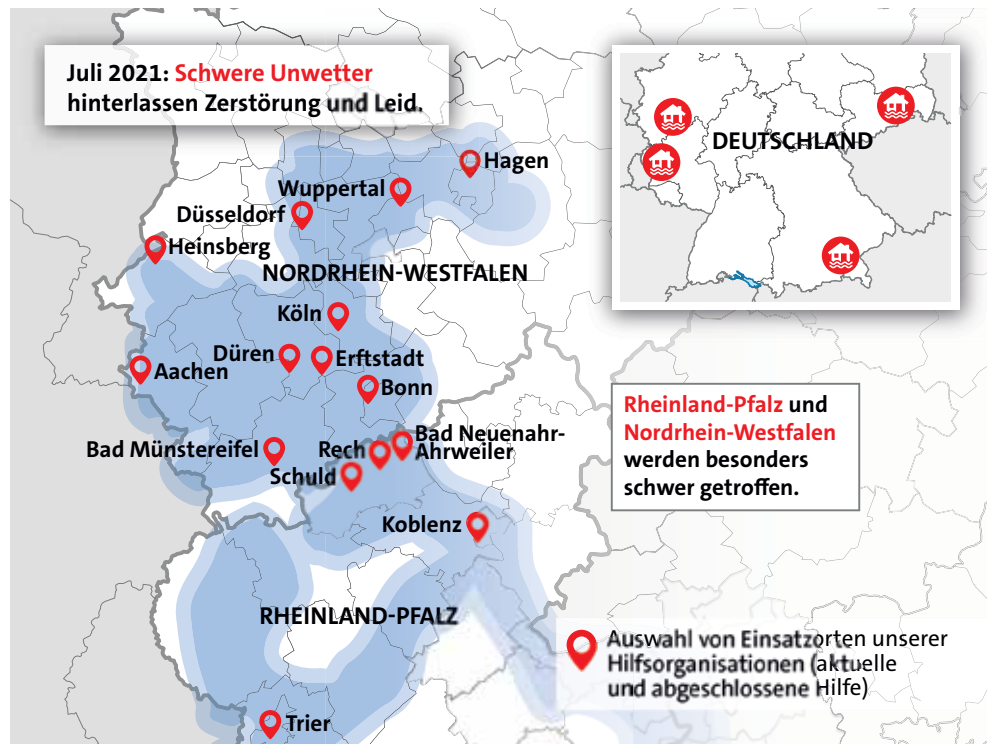 Juli 2021: Schwere Unwetter
hinterlassen Zerstörung und Leid.
DEUTSCHLAND
Hagen
Wuppertal
Düsseldorf
Heinsberg
NORDRHEIN-WESTFALEN
Köln
Düren
Erftstadt
Aachen
Bonn
Rheinland-Pfalz und
Nordrhein-Westfalen
werden besonders
schwer getroffen.
Bad Münstereifel
Rech
Bad Neuenahr-
Ahrweiler
Schuld
Koblenz
RHEINLAND-PFALZ
Auswahl von Einsatzorten unserer
Hilfsorganisationen (aktuelle
und abgeschlossene Hilfe)
Trier